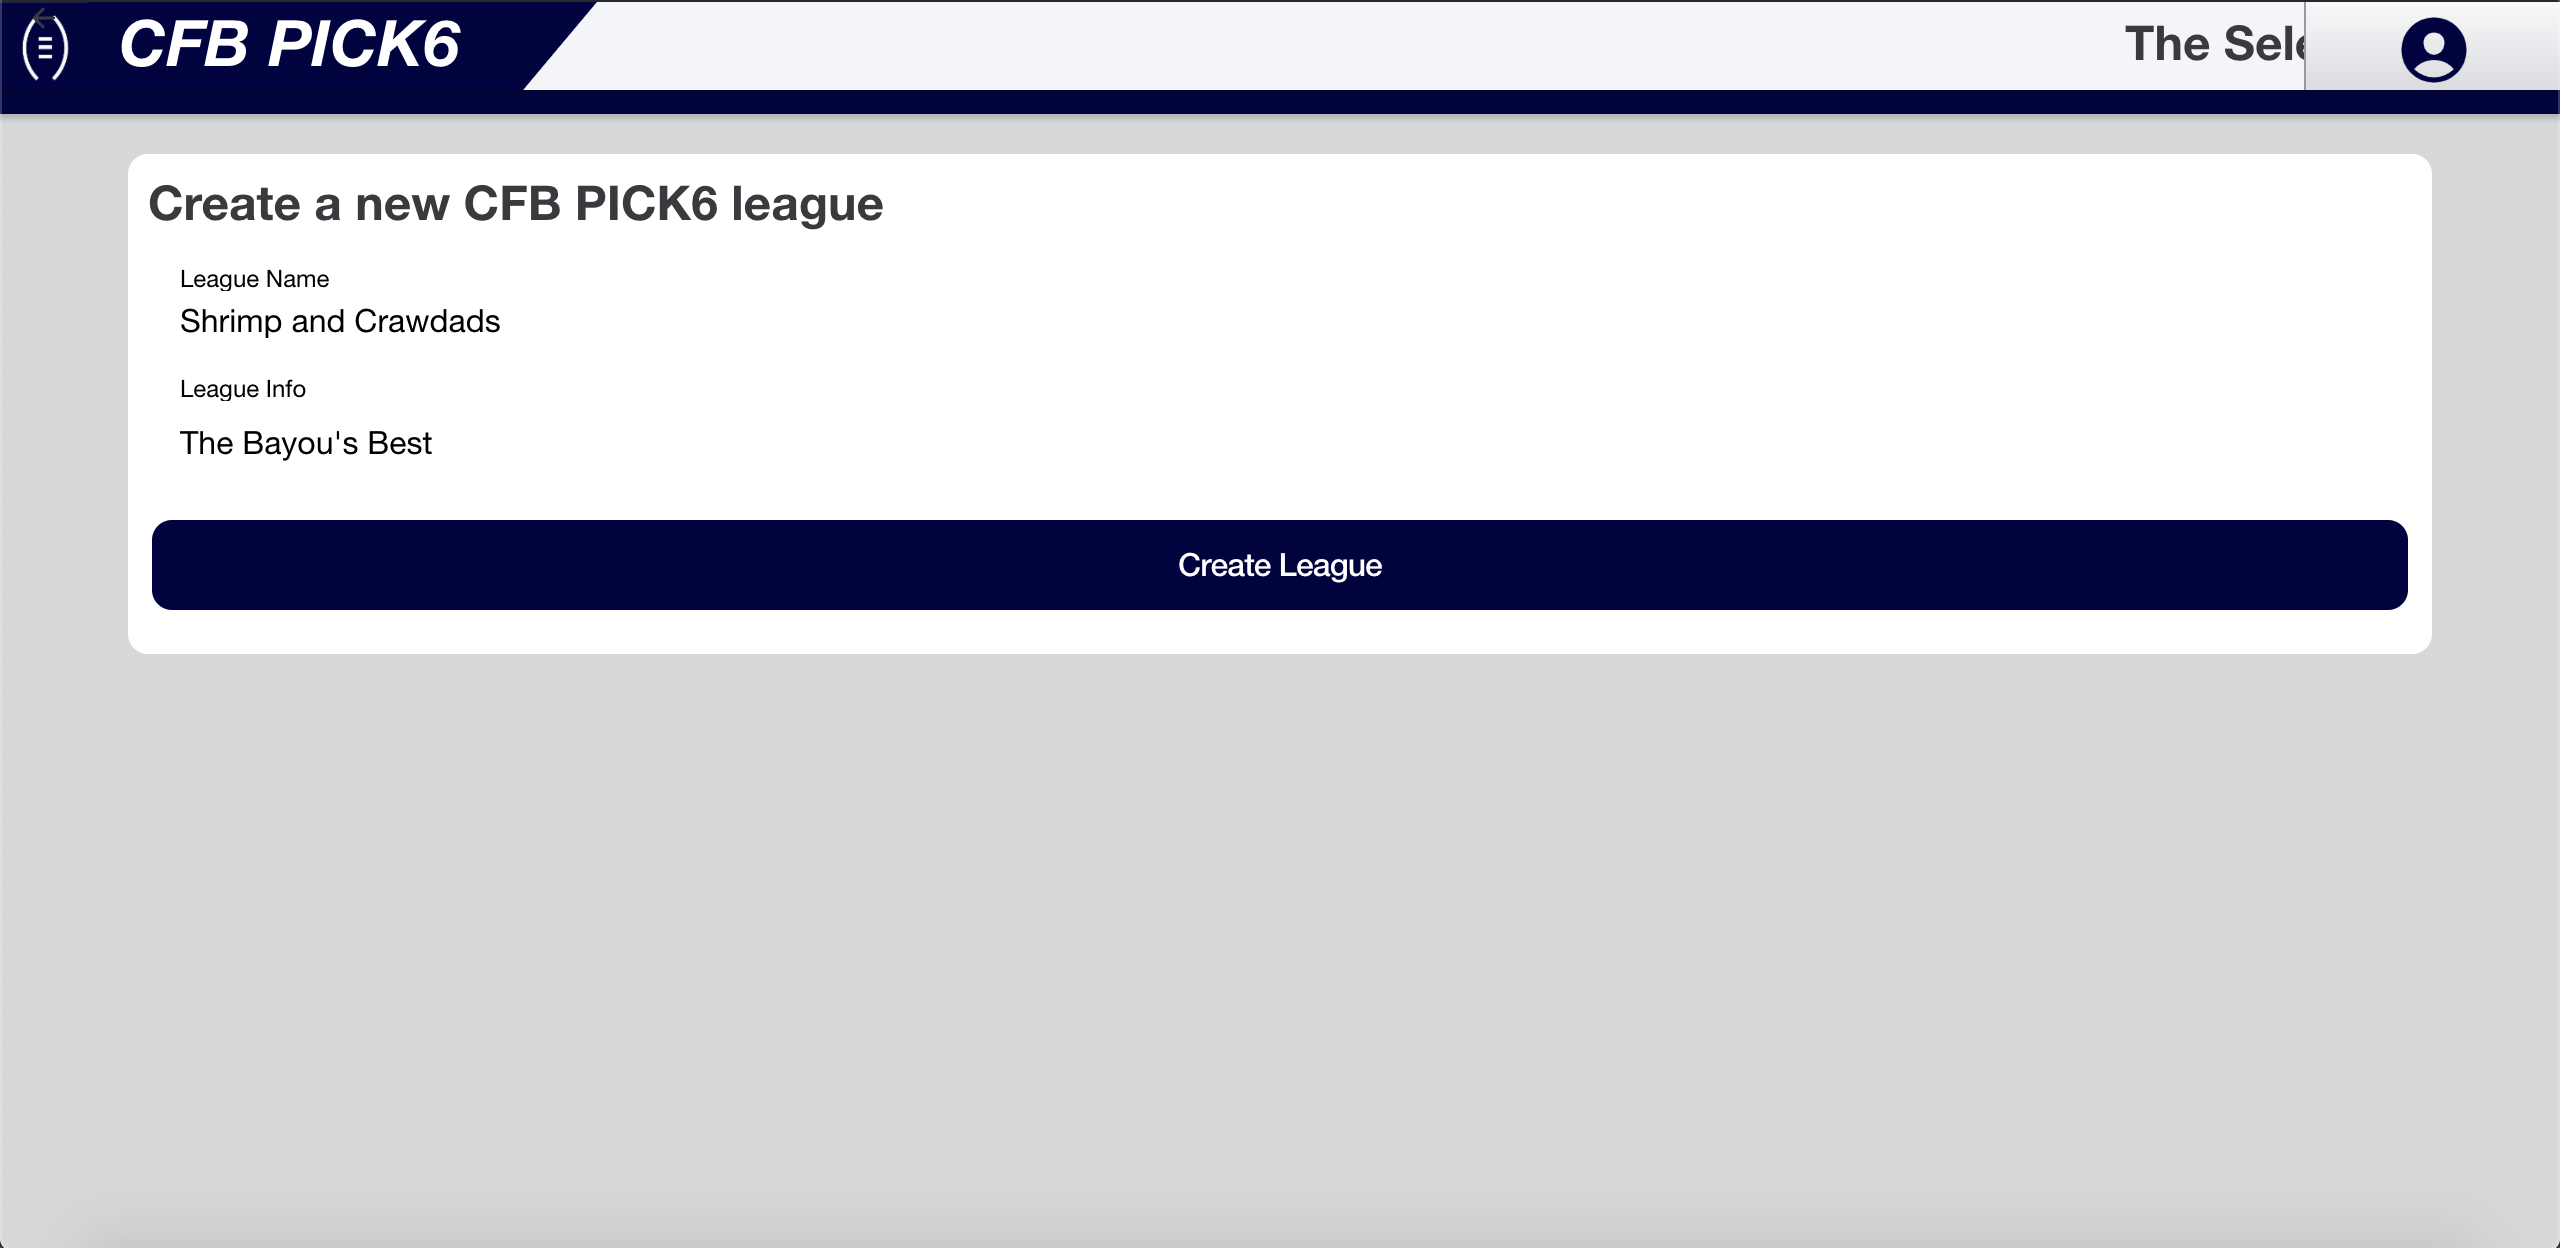 CFB PICK6
The Sele
Create a new CFB PICK6 league
League Name
Shrimp and Crawdads
League Info
The Bayou's Best
Create League